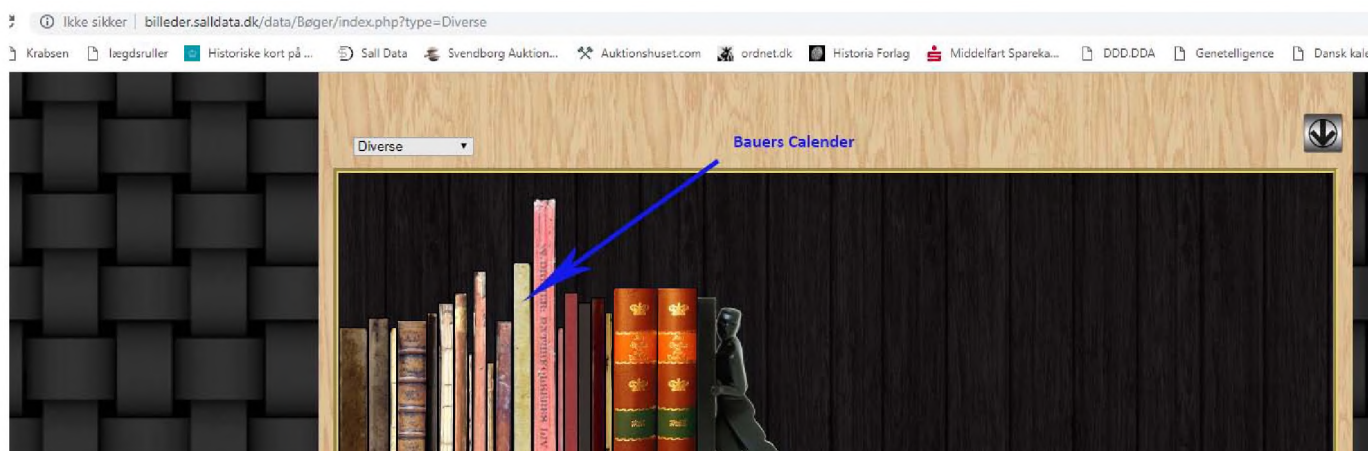 Ikke sikker | billeder.salldata.dk/data/Bøger/index.php?type=Diverse
Krabsen lægdsruller Historiske kort på ... Sall Data Svendborg Auktion... Auktionshuset.com ordnet.dk Historia Forlag Middelfart Spareka... DDD.DDA Genetelligence Dansk kale
Diverse
Bauers Calender